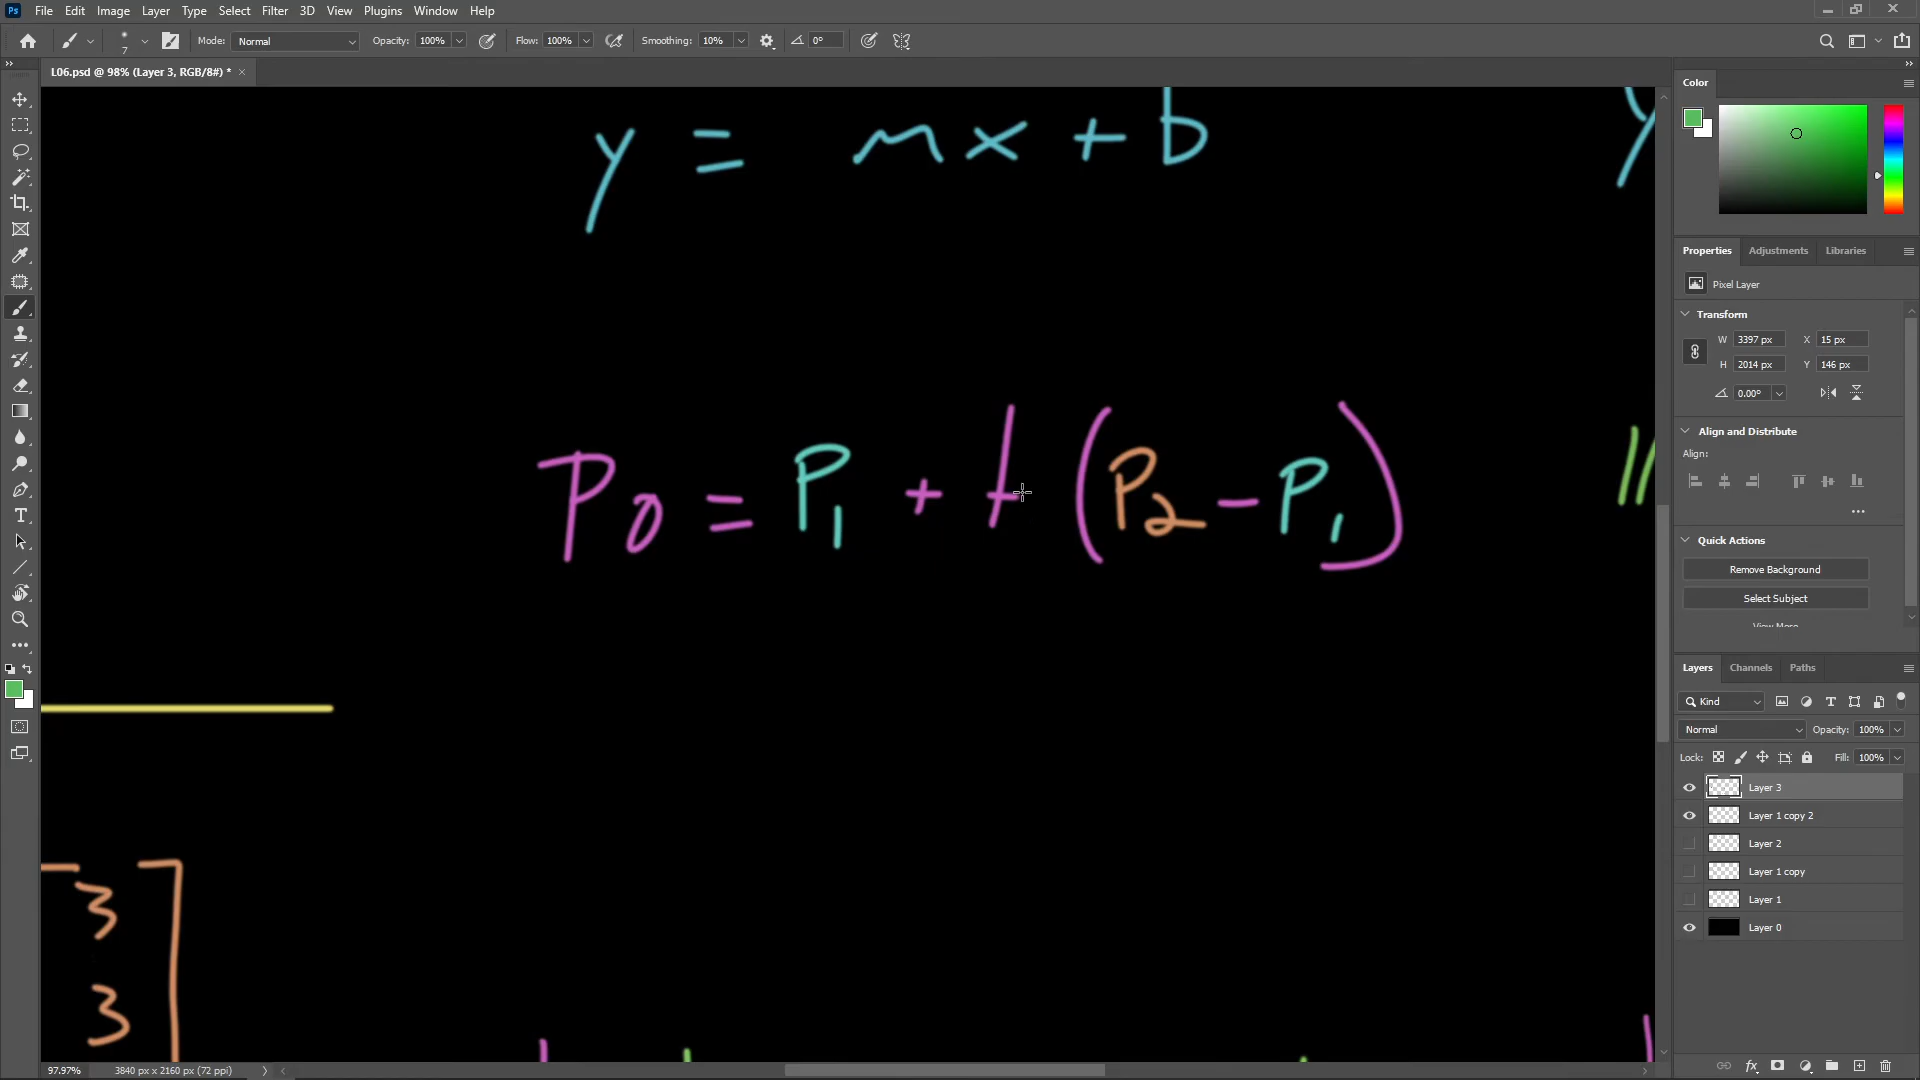 Ps File Edit Image Layer Type Select Filter 3D View Plugins Window Help
7 Mode: Normal Opacity: 100% Flow: 100% Smoothing: 10% 0°
L06.psd @ 98% (Layer 3, RGB/8#) *
Color
y = mx + b y
Properties Adjustments Libraries
Pixel Layer
Transform
W 3397 px X 15 px
H 2014 px Y 146 px
0.00°
Align and Distribute
Align:
P0 = P1 + t (P2 - P1)
Quick Actions
Remove Background
Select Subject
View More
Layers Channels Paths
Kind
Normal Opacity: 100%
Lock: Fill: 100%
Layer 3
Layer 1 copy 2
Layer 2
Layer 1 copy
Layer 1
Layer 0
3
3
97.97% 3840 px x 2160 px (72 ppi)